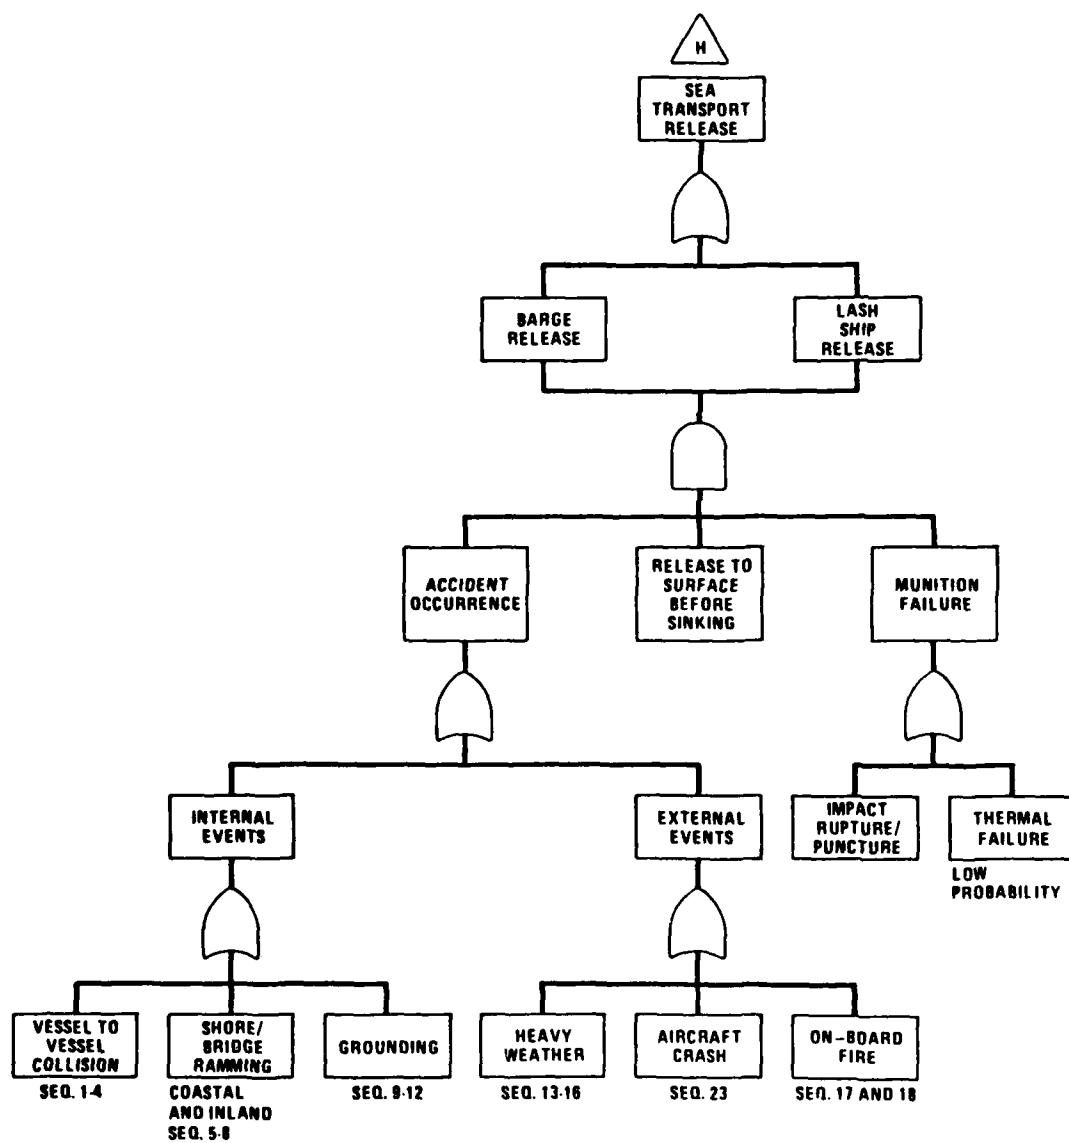 H
SEA
TRANSPORT
RELEASE
BARGE
RELEASE
LASH
SHIP
RELEASE
ACCIDENT
OCCURRENCE
RELEASE TO
SURFACE
BEFORE
SINKING
MUNITION
FAILURE
INTERNAL
EVENTS
EXTERNAL
EVENTS
IMPACT
RUPTURE/
PUNCTURE
THERMAL
FAILURE
LOW
PROBABILITY
VESSEL TO
VESSEL
COLLISION
SEQ. 1-4
SHORE/
BRIDGE
RAMMING
COASTAL
AND INLAND
SEQ. 5-8
GROUNDING
SEQ. 9-12
HEAVY
WEATHER
SEQ. 13-16
AIRCRAFT
CRASH
SEQ. 23
ON-BOARD
FIRE
SEQ. 17 AND 18